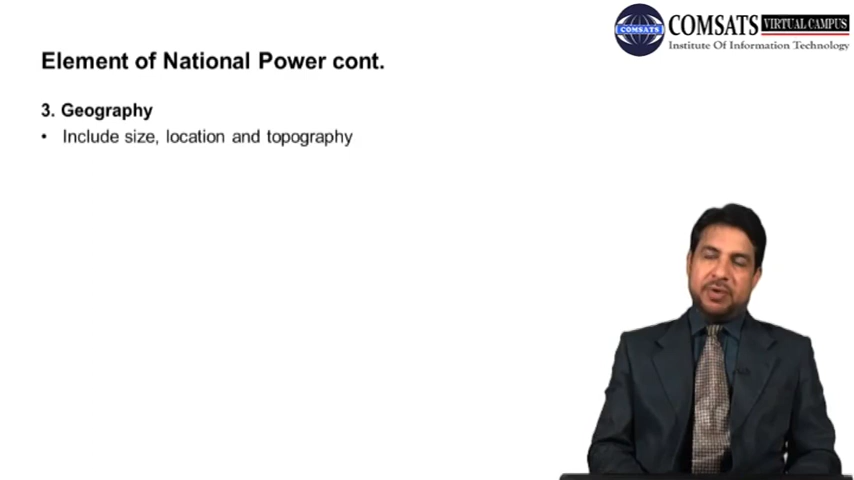 COMSATS VIRTUAL CAMPUS
COMSATS
Institute Of Information Technology
Element of National Power cont.
3. Geography
• Include size, location and topography